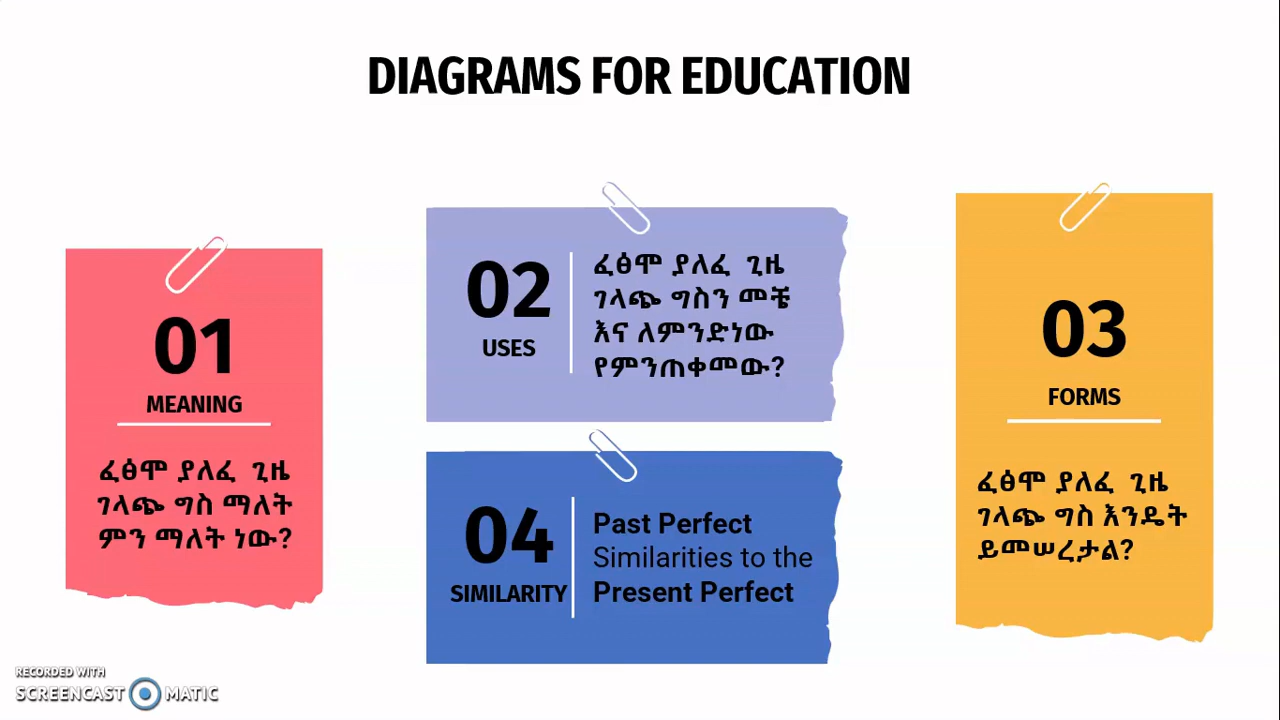 DIAGRAMS FOR EDUCATION
01
MEANING
ፈፅሞ ያለፈ ጊዜ
ገላጭ ግስ ማለት
ምን ማለት ነው?
02
USES
ፈፅሞ ያለፈ ጊዜ
ገላጭ ግስን መቼ
እና ለምንድነው
የምንጠቀመው?
03
FORMS
ፈፅሞ ያለፈ ጊዜ
ገላጭ ግስ እንዴት
ይመሠረታል?
04
SIMILARITY
Past Perfect
Similarities to the
Present Perfect
RECORDED WITH
SCREENCAST MATIC